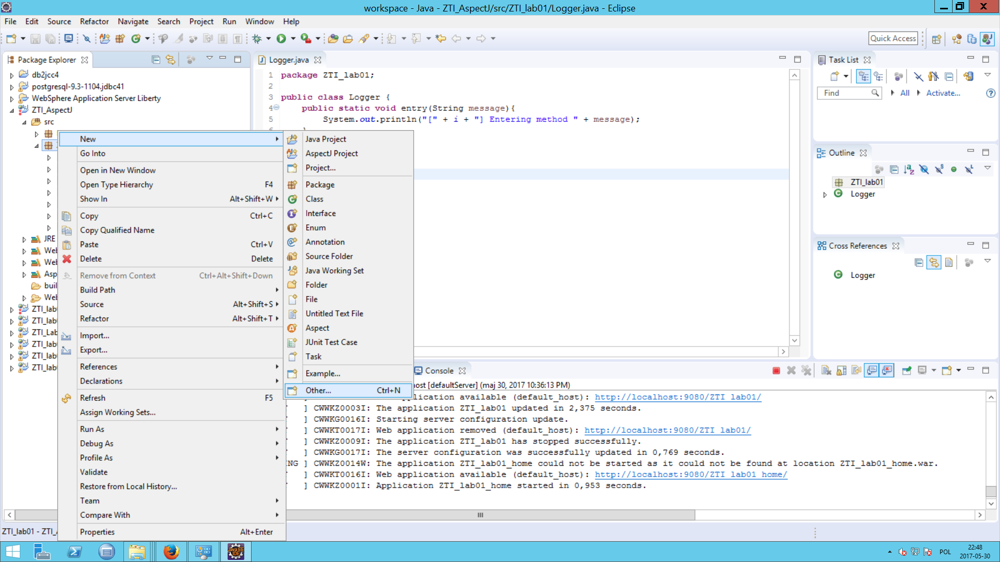 workspace - Java - ZTI_AspectJ/src/ZTI_lab01/Logger.java - Eclipse
File Edit Source Refactor Navigate Search Project Run Window Help
Quick Access
Package Explorer
db2jcc4
postgresql-9.3-1104.jdbc41
WebSphere Application Server Liberty
ZTI_AspectJ
src
JRE
Wel
Wel
Asp
buil
Wel
ZTI_lab
ZTI_lab
ZTI_Lab
ZTI_lab
ZTI_lab
ZTI_lab
New
Go Into
Open in New Window
Open Type Hierarchy F4
Show In Alt+Shift+W
Copy Ctrl+C
Copy Qualified Name
Paste Ctrl+V
Delete Delete
Remove from Context Ctrl+Alt+Shift+Down
Build Path
Source Alt+Shift+S
Refactor Alt+Shift+T
Import...
Export...
References
Declarations
Refresh F5
Assign Working Sets...
Run As
Debug As
Profile As
Validate
Restore from Local History...
Team
Compare With
Properties Alt+Enter
Java Project
AspectJ Project
Project...
Package
Class
Interface
Enum
Annotation
Source Folder
Java Working Set
Folder
File
Untitled Text File
Aspect
JUnit Test Case
Task
Example...
Other... Ctrl+N
Logger.java
1 package ZTI_lab01;
2
3 public class Logger {
4 public static void entry(String message){
5 System.out.println("[" + i + "] Entering method " + message);
Task List
Find All Activate...
Outline
ZTI_lab01
Logger
Cross References
Logger
Console
ost [defaultServer] (maj 30, 2017 10:36:13 PM)
application available (default_host): http://localhost:9080/ZTI_lab01/
] CWWKZ0003I: The application ZTI_lab01 updated in 2,375 seconds.
] CWWKG0016I: Starting server configuration update.
] CWWKT0017I: Web application removed (default_host): http://localhost:9080/ZTI_lab01/
] CWWKZ0009I: The application ZTI_lab01 has stopped successfully.
] CWWKG0017I: The server configuration was successfully updated in 0,769 seconds.
NG ] CWWKZ0014W: The application ZTI_lab01_home could not be started as it could not be found at location ZTI_lab01_home.war.
] CWWKT0016I: Web application available (default_host): http://localhost:9080/ZTI_lab01_home/
] CWWKZ0001I: Application ZTI_lab01_home started in 0,953 seconds.
ZTI_lab01 - ZTI_
Java EE IDE
POL
22:48
2017-05-30